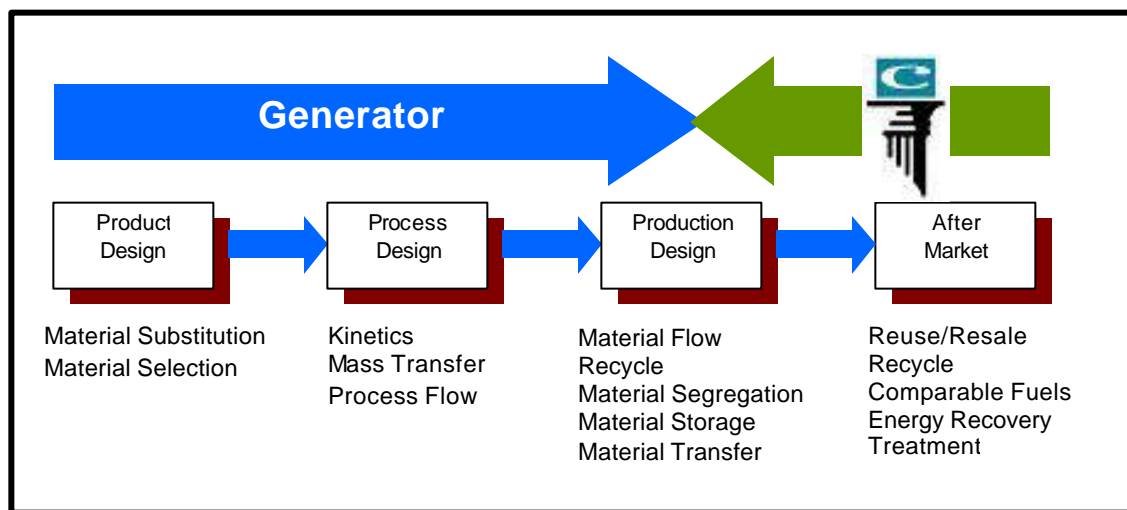 Generator
C
Product
Design
Process
Design
Production
Design
After
Market
Material Substitution
Material Selection
Kinetics
Mass Transfer
Process Flow
Material Flow
Recycle
Material Segregation
Material Storage
Material Transfer
Reuse/Resale
Recycle
Comparable Fuels
Energy Recovery
Treatment